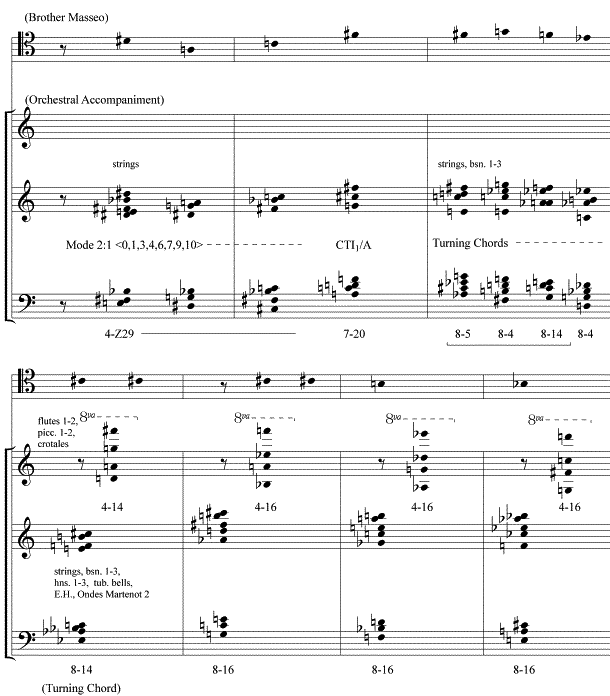 (Brother Masseo)
(Orchestral Accompaniment)
strings
strings, bsn. 1-3
Mode 2:1 <0,1,3,4,6,7,9,10>
CTI₁/A
Turning Chords
4-Z29
7-20
8-5
8-4
8-14
8-4
flutes 1-2,
picc. 1-2,
crotales
8va
8va
8va
8va
4-14
4-16
4-16
4-16
strings, bsn. 1-3,
hns. 1-3, tub. bells,
E.H., Ondes Martenot 2
8-14
8-16
8-16
8-16
(Turning Chord)